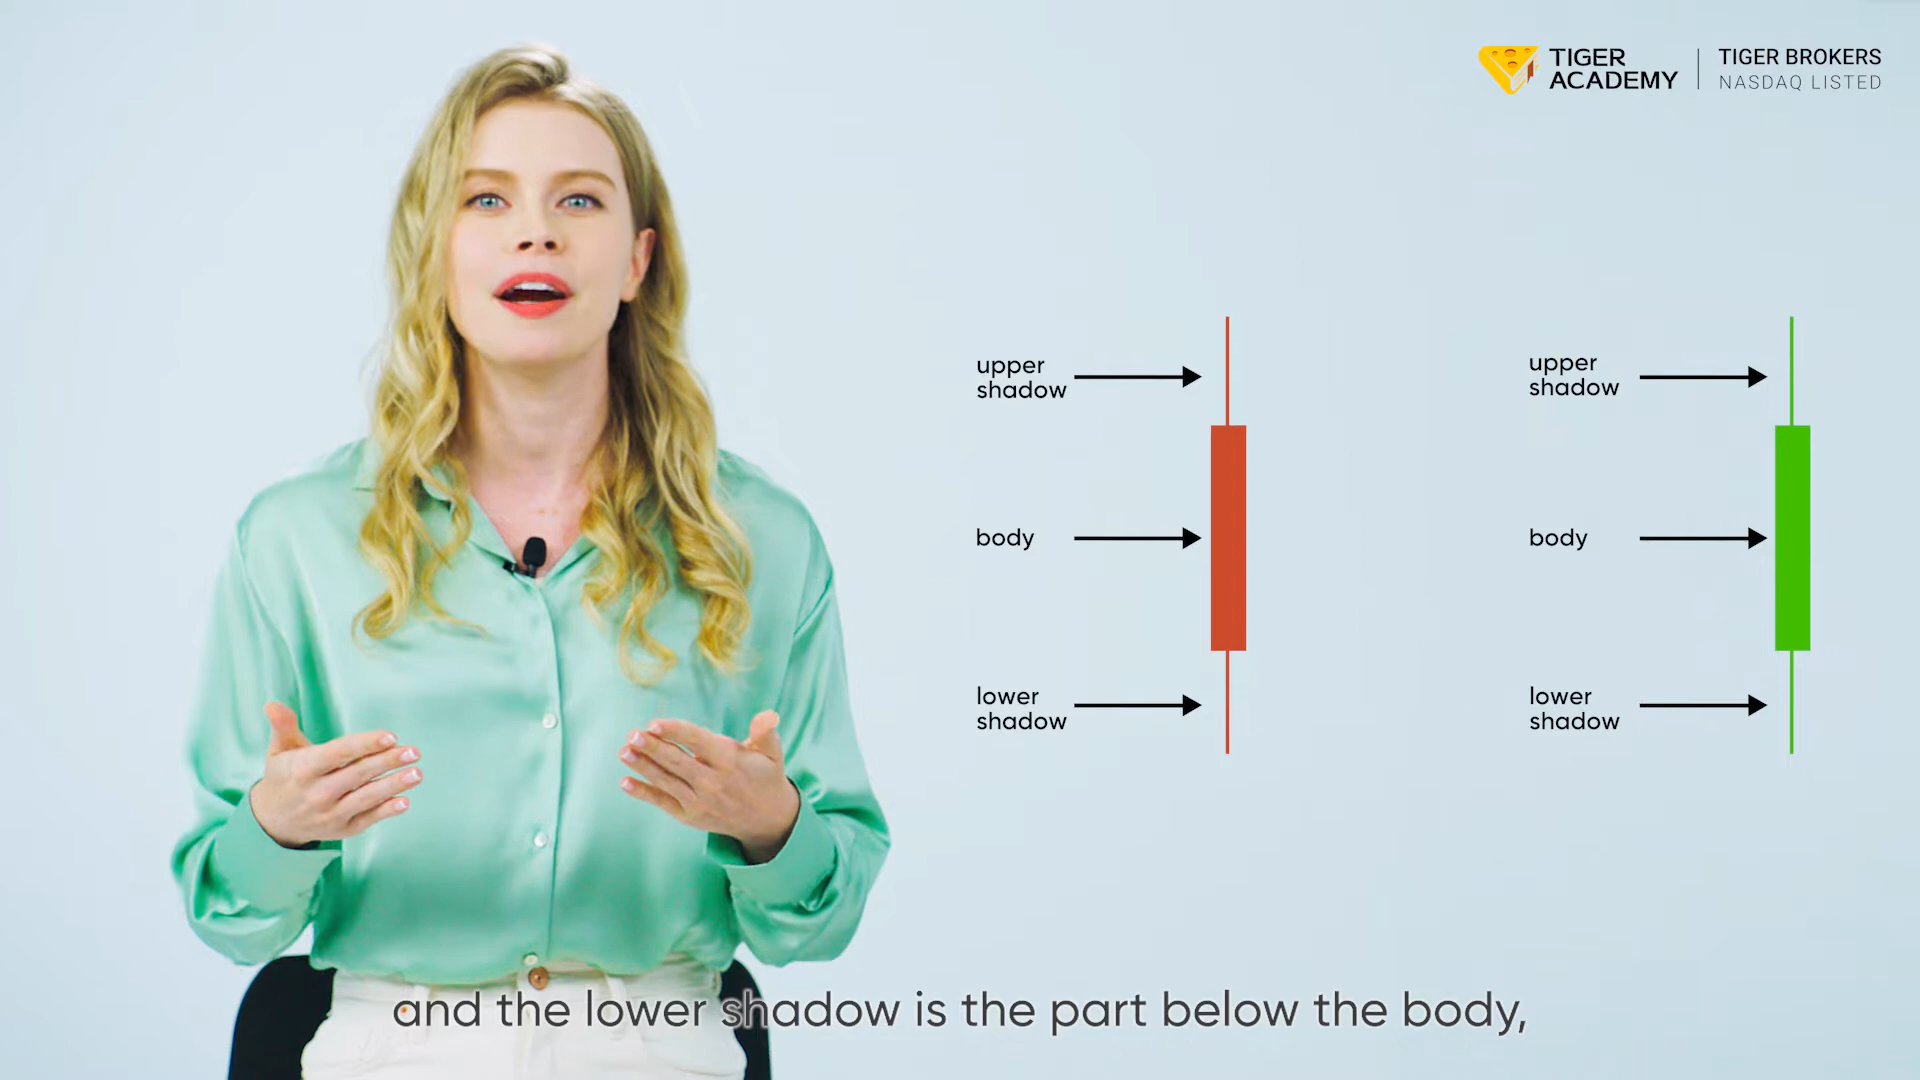 TIGER
ACADEMY
TIGER BROKERS
NASDAQ LISTED
upper
shadow
body
lower
shadow
upper
shadow
body
lower
shadow
and the lower shadow is the part below the body,